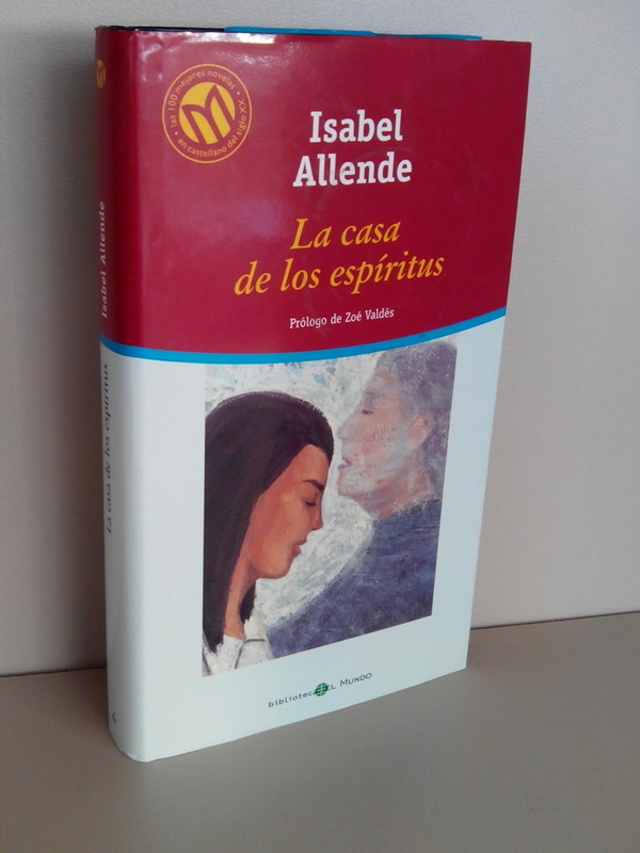 las 100 mejores novelas
en castellano del siglo XX
Isabel
Allende
La casa
de los espíritus
Prólogo de Zoé Valdés
Isabel Allende
La casa de los espíritus
biblioteca EL MUNDO